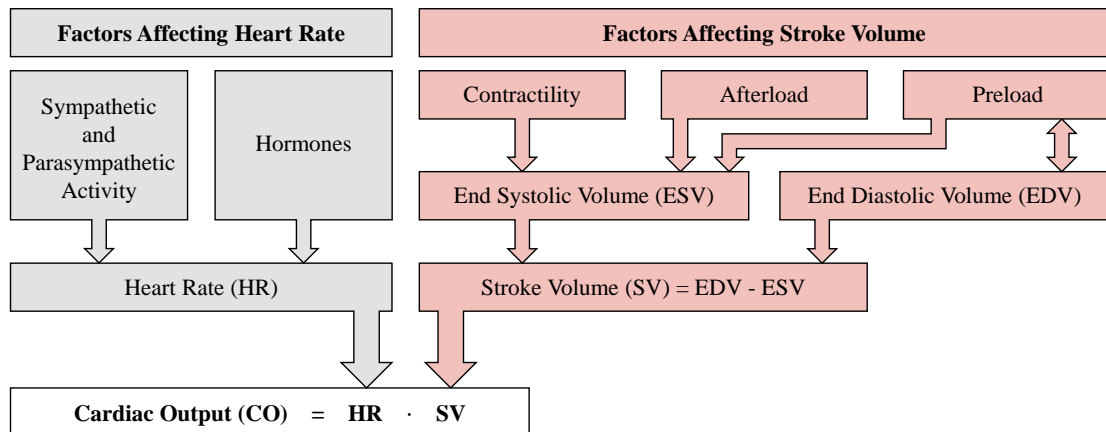 Factors Affecting Heart Rate
Factors Affecting Stroke Volume
Sympathetic
and
Parasympathetic
Activity
Hormones
Contractility
Afterload
Preload
End Systolic Volume (ESV)
End Diastolic Volume (EDV)
Heart Rate (HR)
Stroke Volume (SV) = EDV - ESV
Cardiac Output (CO) = HR · SV